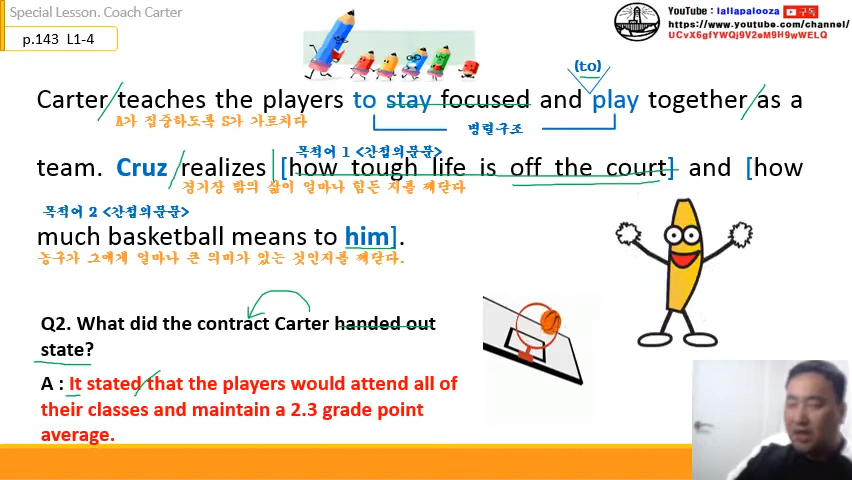 Special Lesson. Coach Carter
p.143 L1-4
YouTube : lallapalooza 구독
https://www.youtube.com/channel/
UCvX6gfYWQj9V2eM9H9wWELQ
(to)
Carter teaches the players to stay focused and play together as a
A가 집중하도록 S가 가르치다
병렬구조
목적어 1 <간접의문문>
team. Cruz realizes [how tough life is off the court] and [how
경기장 밖의 삶이 얼마나 힘든 지를 깨닫다
목적어 2 <간접의문문>
much basketball means to him].
농구가 그에게 얼마나 큰 의미가 있는 것인지를 깨닫다.
Q2. What did the contract Carter handed out
state?
A : It stated that the players would attend all of
their classes and maintain a 2.3 grade point
average.